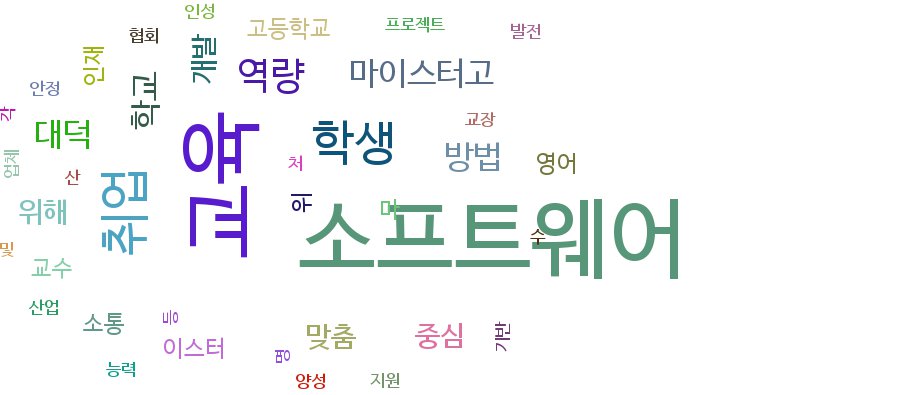 인성
고등학교
프로젝트
발전
협회
개발
인재
역량
마이스터고
안정
학교
각
대덕
교육
학생
교장
방법
영어
업체
산
처
취업
위해
위
마
소프트웨어
수
및
교수
산업
소통
등
이스터
맞춤
중심
기반
명
능력
양성
지원